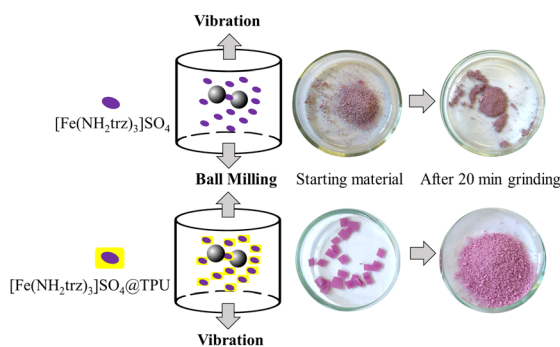 Vibration
[Fe(NH₂trz)₃]SO₄
Ball Milling
Starting material
After 20 min grinding
[Fe(NH₂trz)₃]SO₄@TPU
Vibration